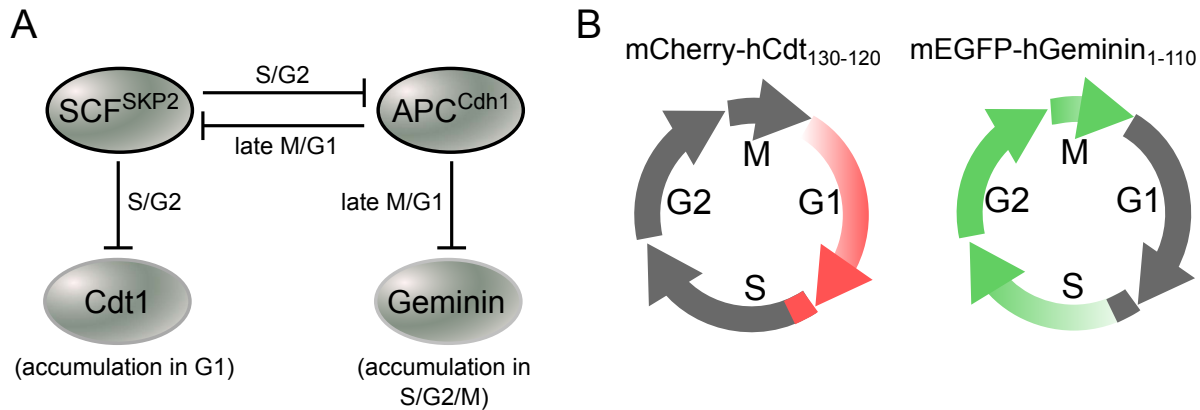 A
SCF^SKP2
S/G2
late M/G1
APC^Cdh1
S/G2
late M/G1
Cdt1
(accumulation in G1)
Geminin
(accumulation in
S/G2/M)
B
mCherry-hCdt₁₃₀₋₁₂₀
M
G2
G1
S
mEGFP-hGeminin₁₋₁₁₀
M
G2
G1
S